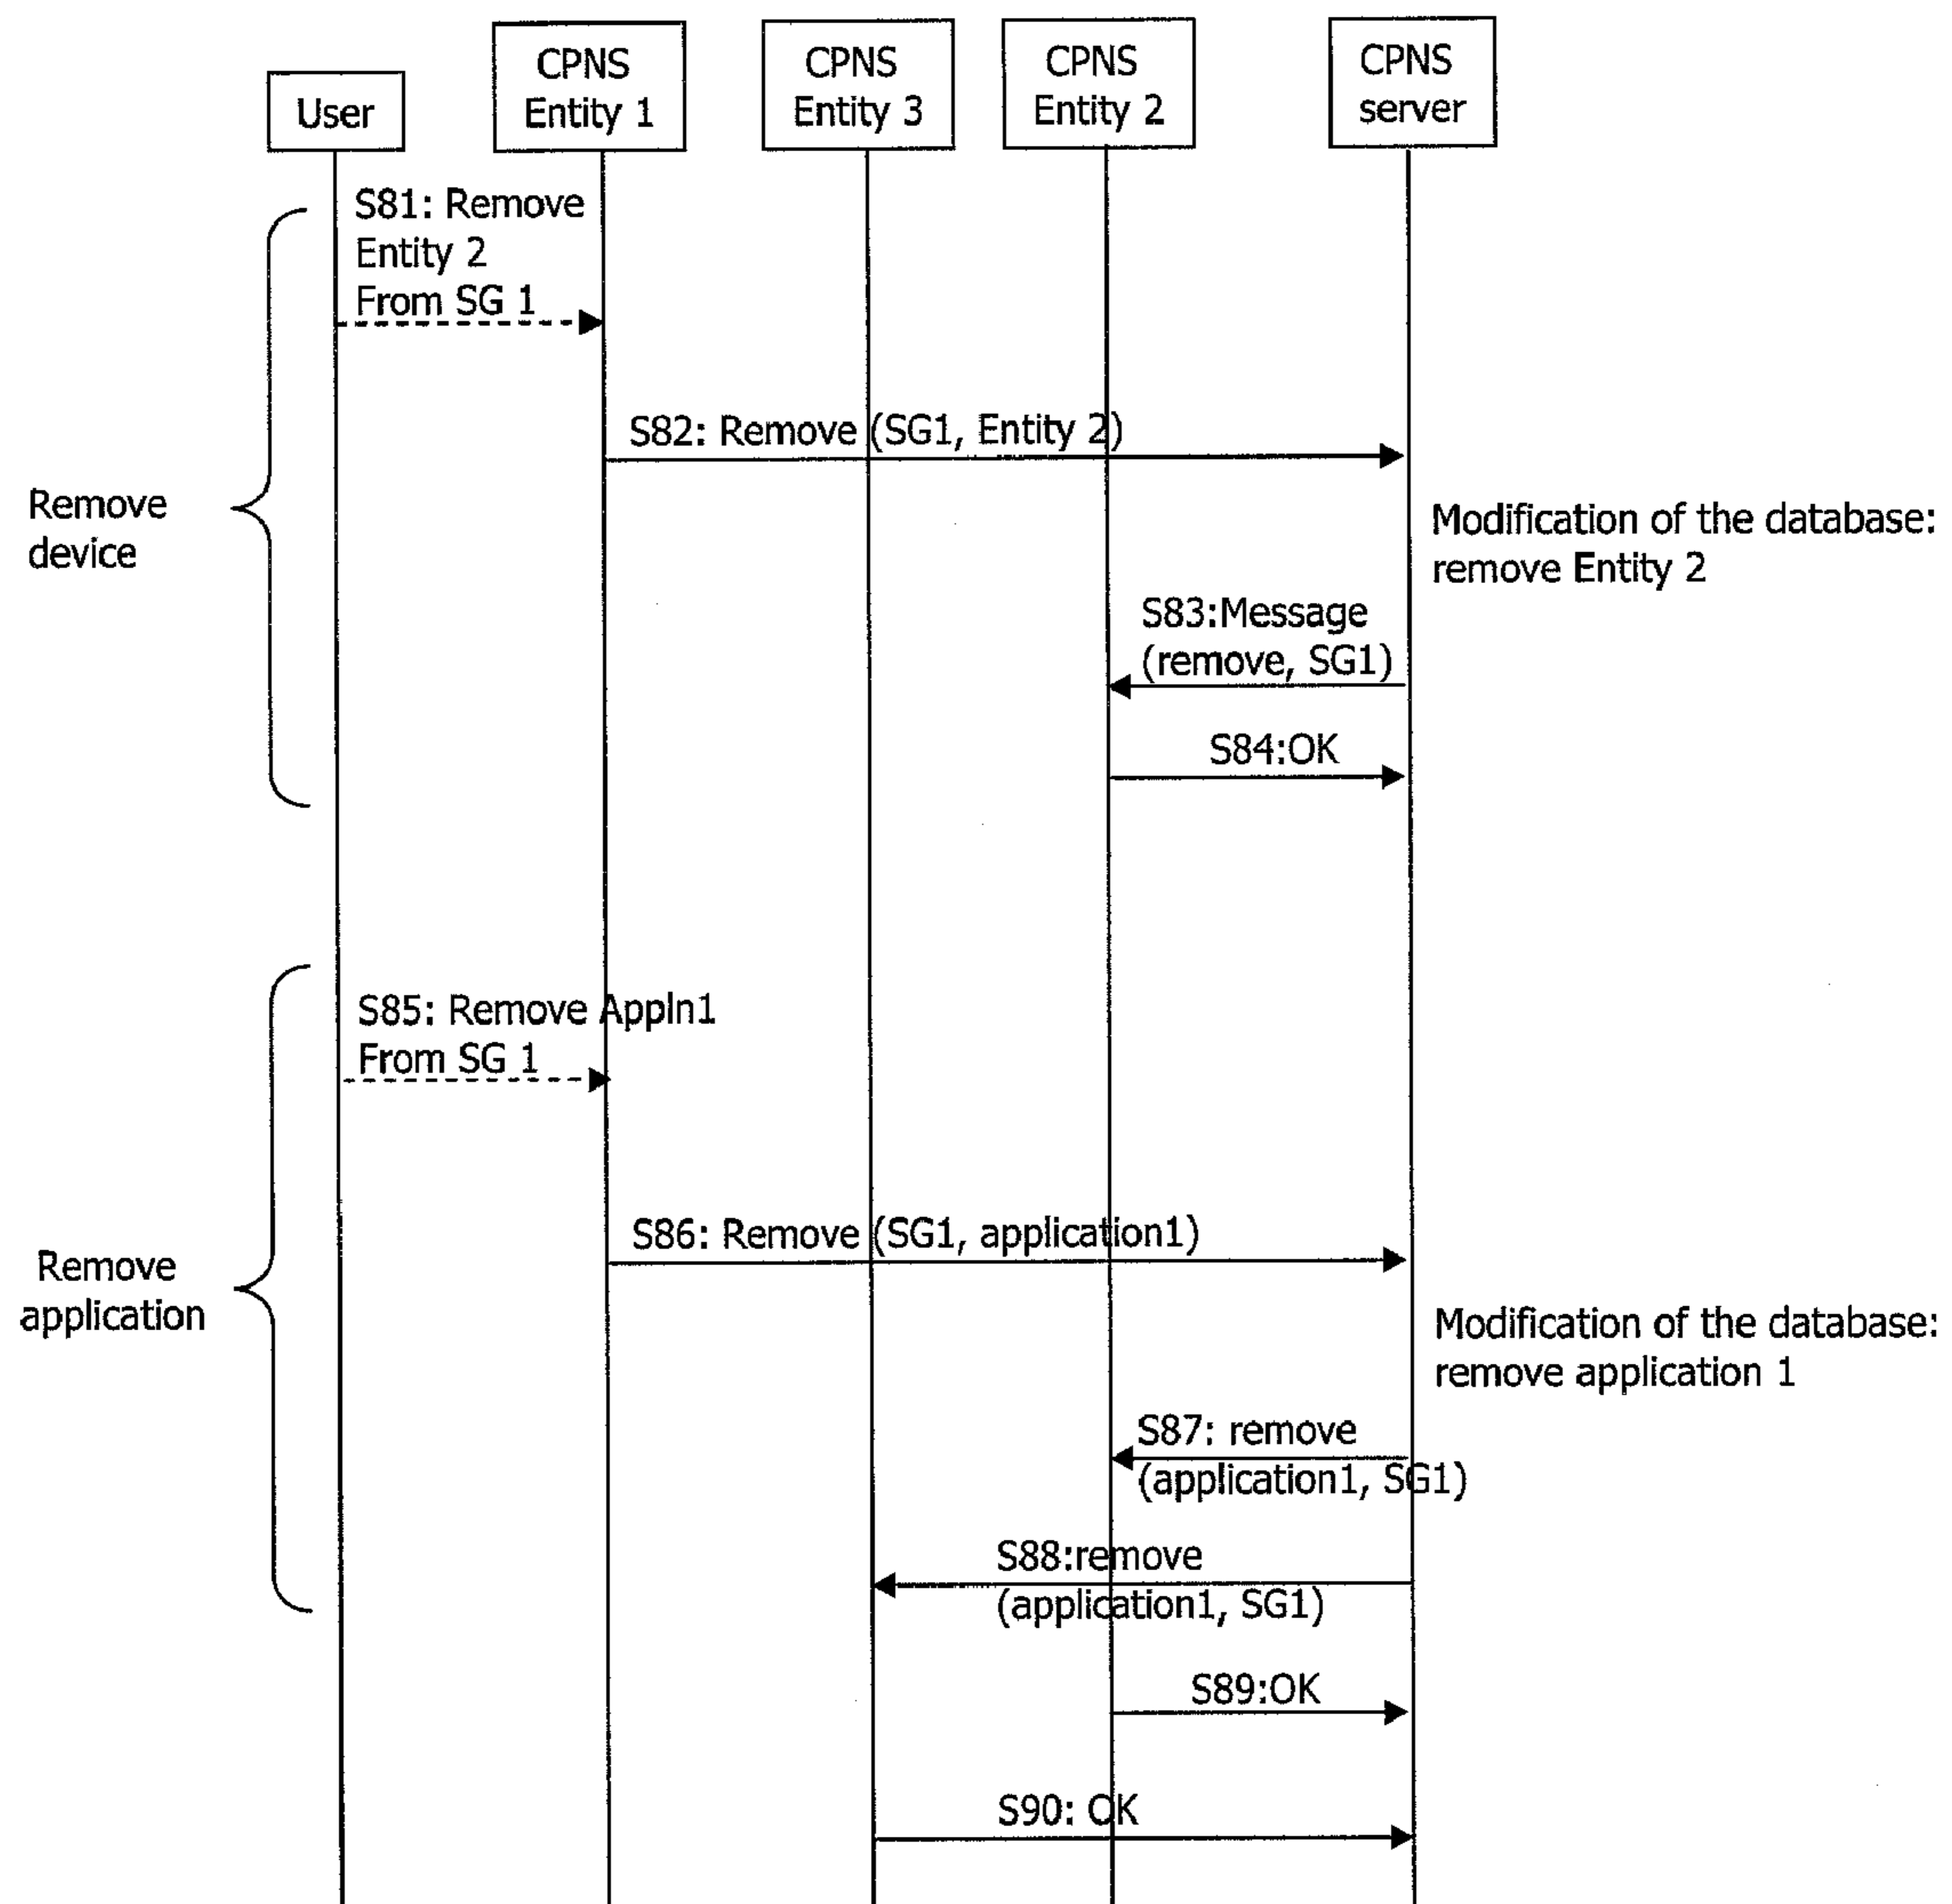 User
CPNS
Entity 1
CPNS
Entity 3
CPNS
Entity 2
CPNS
server
S81: Remove
Entity 2
From SG 1
S82: Remove (SG1, Entity 2)
Remove
device
Modification of the database:
remove Entity 2
S83:Message
(remove, SG1)
S84:OK
S85: Remove Appln1
From SG 1
S86: Remove (SG1, application1)
Remove
application
Modification of the database:
remove application 1
S87: remove
(application1, SG1)
S88:remove
(application1, SG1)
S89:OK
S90: OK